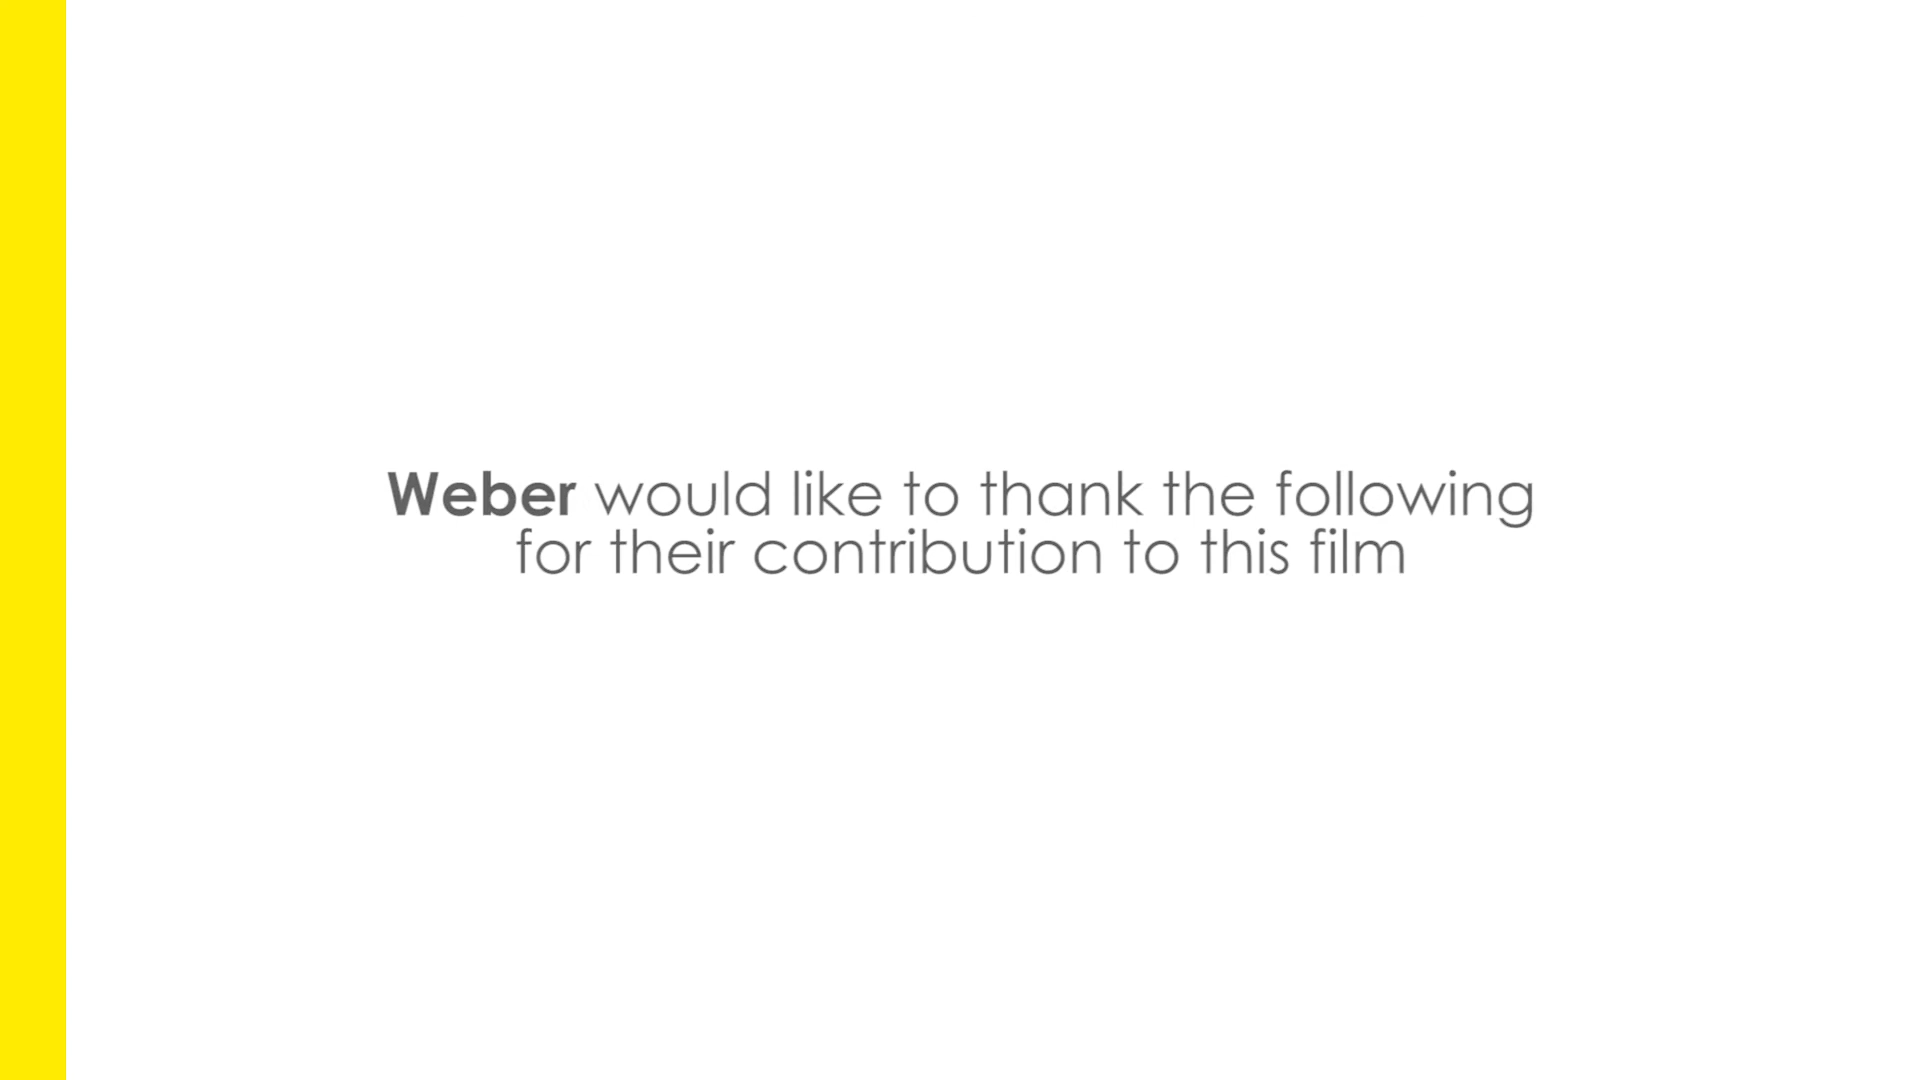 Weber would like to thank the following
for their contribution to this film